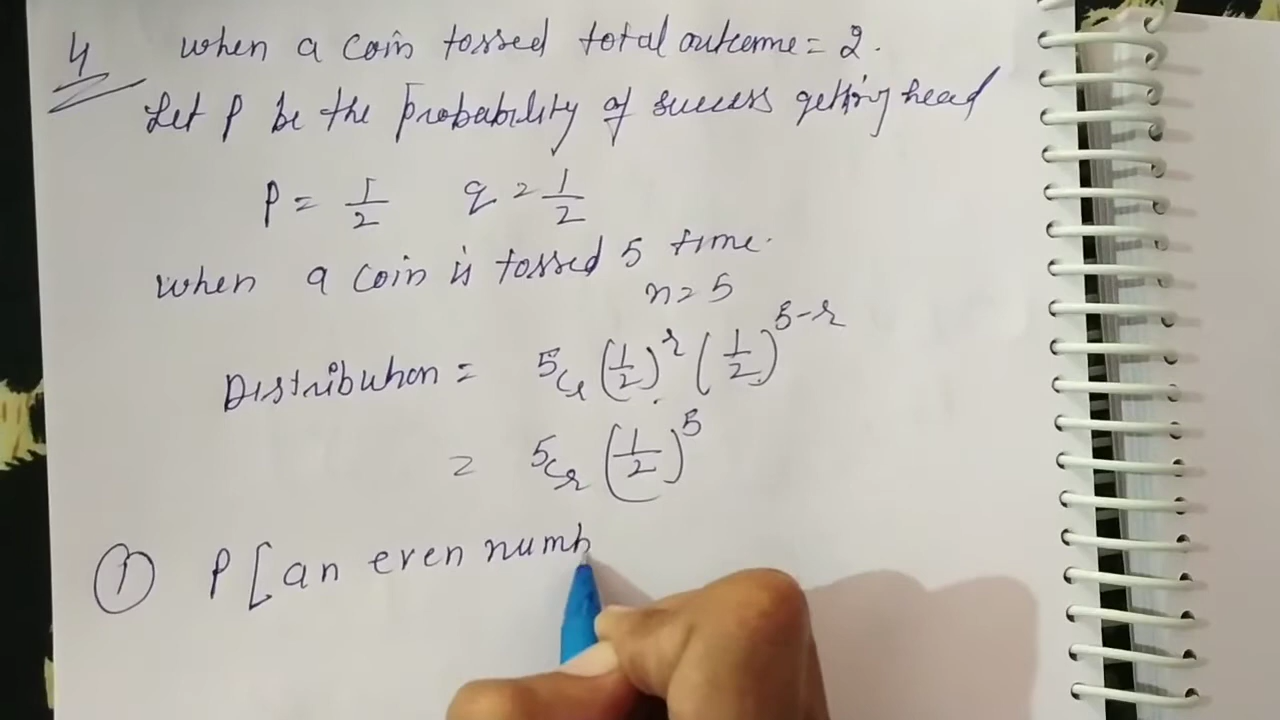 4 when a coin tossed total outcome = 2.
Let P be the probability of success getting head
P = 1/2 q = 1/2
when a coin is tossed 5 time.
n = 5
Distribution = 5Cr (1/2)^r (1/2)^5-r
= 5Cr (1/2)^5
① P [an even numb